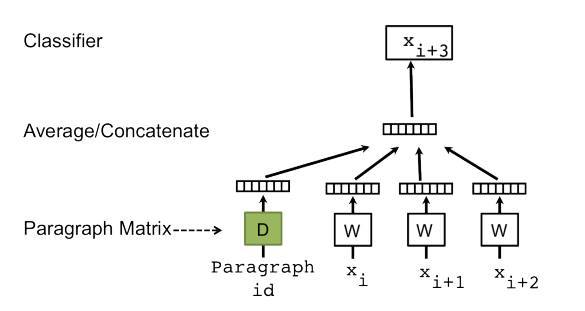 Classifier
x i+3
Average/Concatenate
Paragraph Matrix
D
W
W
W
Paragraph
id
x i
x i+1
x i+2